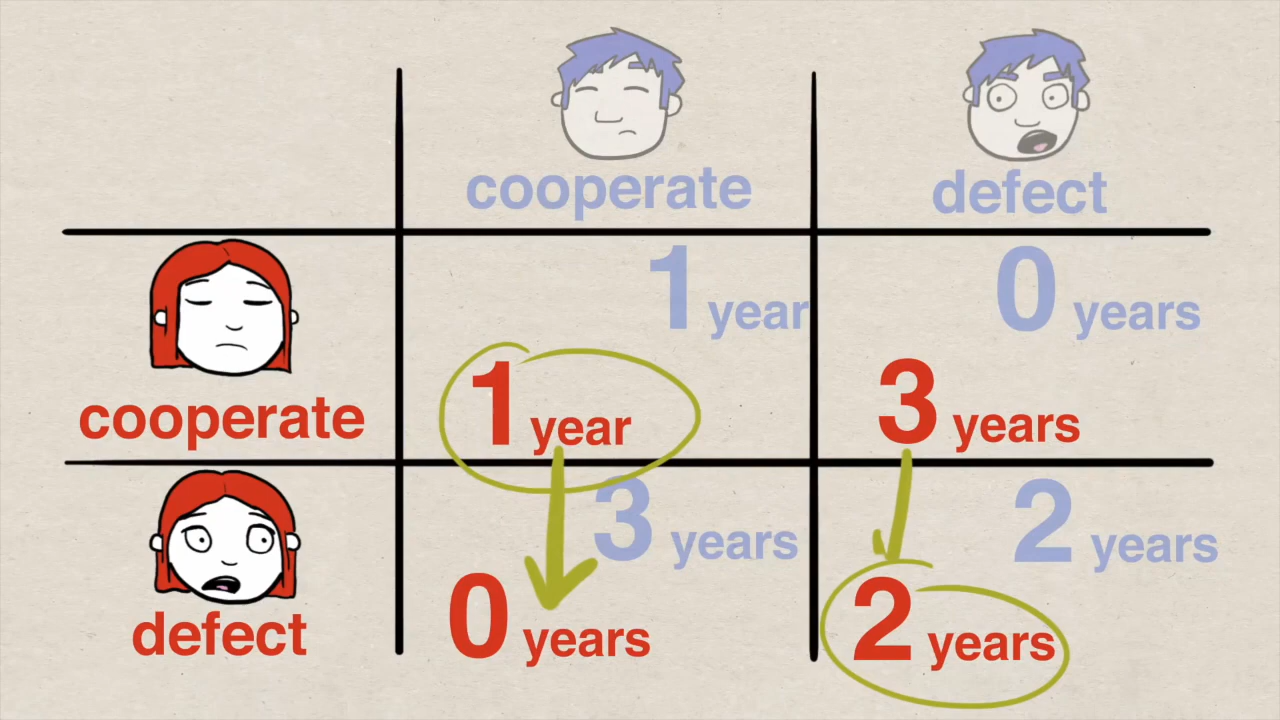 cooperate
defect
1 year
0 years
1 year
3 years
cooperate
3 years
2 years
0 years
2 years
defect